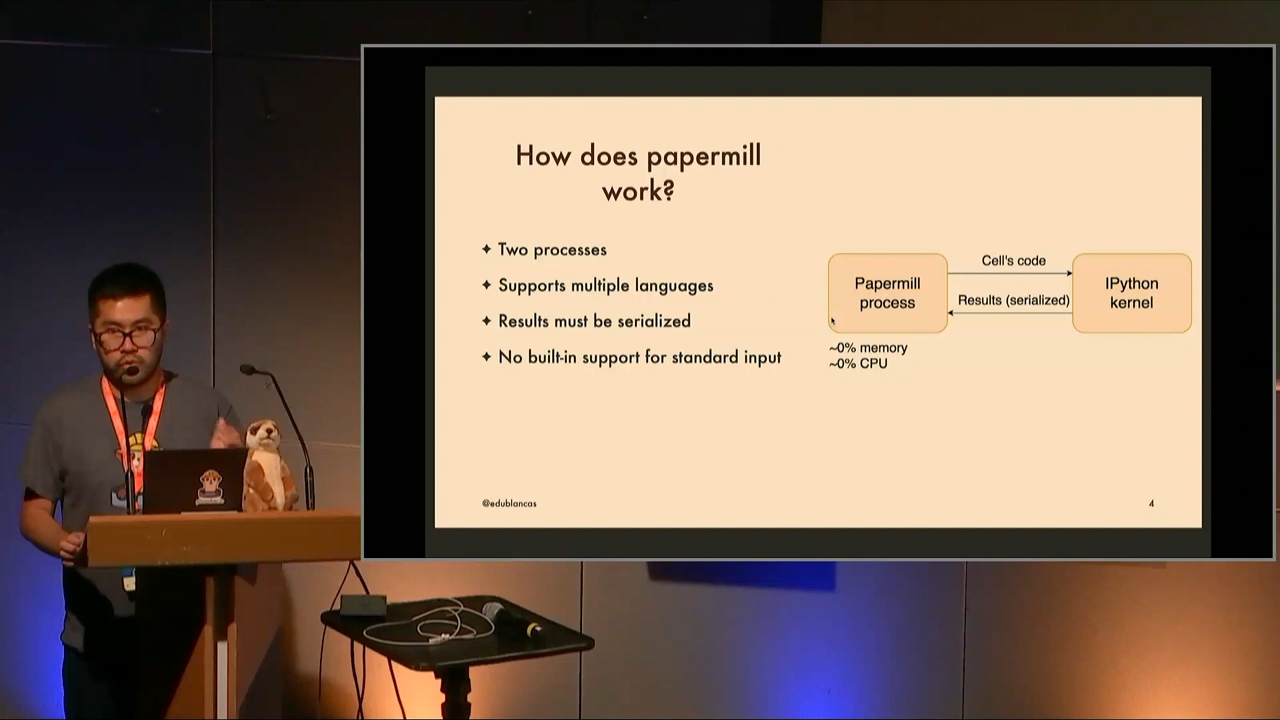 How does papermill
work?
✦ Two processes
✦ Supports multiple languages
✦ Results must be serialized
✦ No built-in support for standard input
Cell's code
Papermill
process
Results (serialized)
IPython
kernel
~0% memory
~0% CPU
@edublancas
4